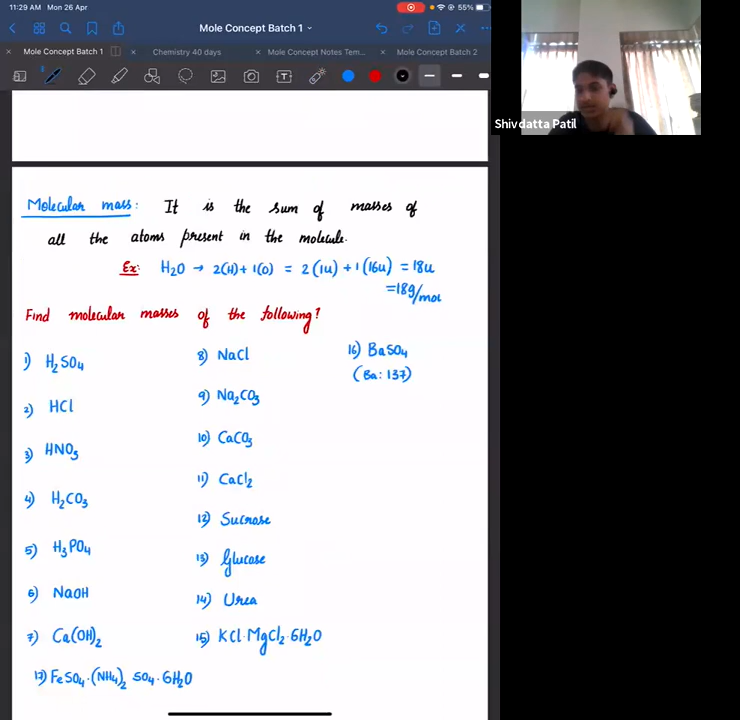 11:29 AM Mon 26 Apr
55%
Mole Concept Batch 1
Mole Concept Batch 1
Chemistry 40 days
Mole Concept Notes Tem...
Mole Concept Batch 2
Shivdatta Patil
Molecular mass: It is the sum of masses of
all the atoms present in the molecule.
Ex: H₂O → 2(H) + 1(O) = 2(1u) + 1(16u) = 18u
= 18g/mol
Find molecular masses of the following?
1) H₂SO₄
2) HCl
3) HNO₃
4) H₂CO₃
5) H₃PO₄
6) NaOH
7) Ca(OH)₂
8) NaCl
9) Na₂CO₃
10) CaCO₃
11) CaCl₂
12) Sucrose
13) Glucose
14) Urea
15) KCl·MgCl₂·6H₂O
16) BaSO₄
(Ba: 137)
17) FeSO₄·(NH₄)₂ SO₄·6H₂O